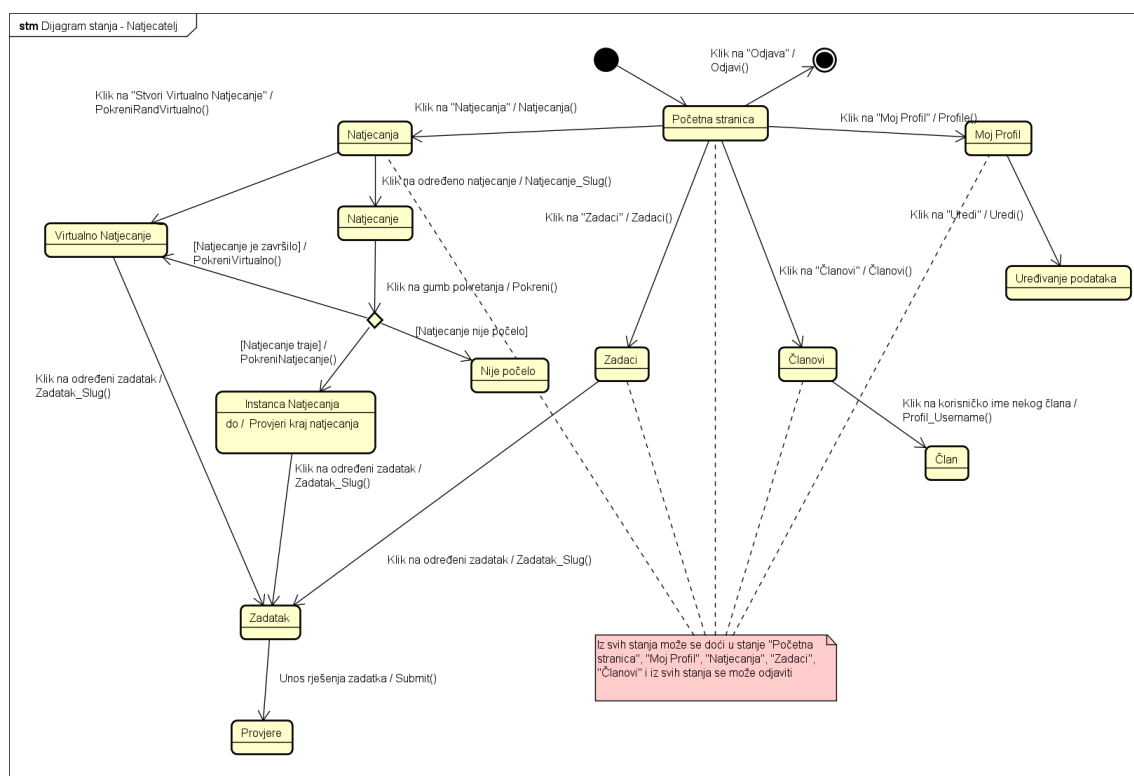 stm Dijagram stanja - Natjecatelj
Klik na "Odjava" /
Odjavi()
Klik na "Stvori Virtualno Natjecanje" /
PokreniRandVirtualno()
Klik na "Natjecanja" / Natjecanja()
Početna stranica
Klik na "Moj Profil" / Profile()
Natjecanja
Moj Profil
Klik na određeno natjecanje / Natjecanje_Slug()
Natjecanje
Klik na "Zadaci" / Zadaci()
Klik na "Uredi" / Uredi()
Virtualno Natjecanje
[Natjecanje je završilo] /
PokreniVirtualno()
Klik na "Članovi" / Članovi()
Uređivanje podataka
Klik na gumb pokretanja / Pokreni()
[Natjecanje nije počelo]
[Natjecanje traje] /
PokreniNatjecanje()
Nije počelo
Zadaci
Članovi
Klik na određeni zadatak /
Zadatak_Slug()
Instanca Natjecanja
do / Provjeri kraj natjecanja
Klik na korisničko ime nekog člana /
Profil_Username()
Član
Klik na određeni zadatak /
Zadatak_Slug()
Klik na određeni zadatak / Zadatak_Slug()
Zadatak
Iz svih stanja može se doći u stanje "Početna
stranica", "Moj Profil", "Natjecanja", "Zadaci",
"Članovi" i iz svih stanja se može odjaviti
Unos rješenja zadatka / Submit()
Provjere